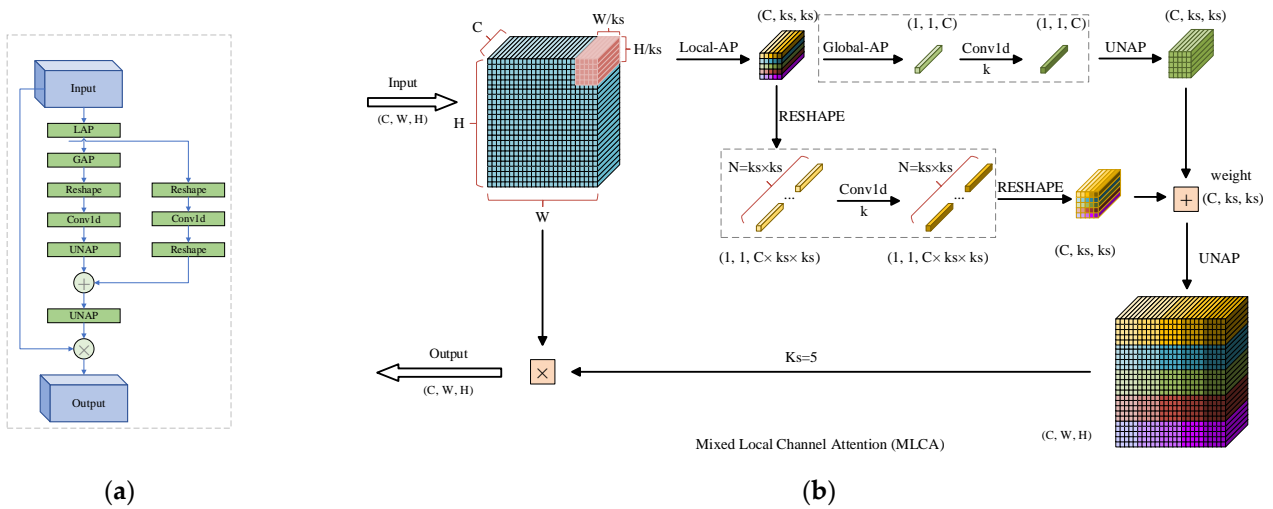 Input
LAP
GAP
Reshape
Reshape
Conv1d
Conv1d
UNAP
Reshape
+
UNAP
×
Output
(a)
Input
(C, W, H)
C
H
W
W/ks
H/ks
Local-AP
(C, ks, ks)
Global-AP
(1, 1, C)
Conv1d
k
(1, 1, C)
UNAP
(C, ks, ks)
RESHAPE
N=ks×ks
...
(1, 1, C× ks× ks)
Conv1d
k
N=ks×ks
...
(1, 1, C× ks× ks)
RESHAPE
(C, ks, ks)
+
weight
(C, ks, ks)
UNAP
(C, W, H)
Ks=5
×
Output
(C, W, H)
Mixed Local Channel Attention (MLCA)
(b)